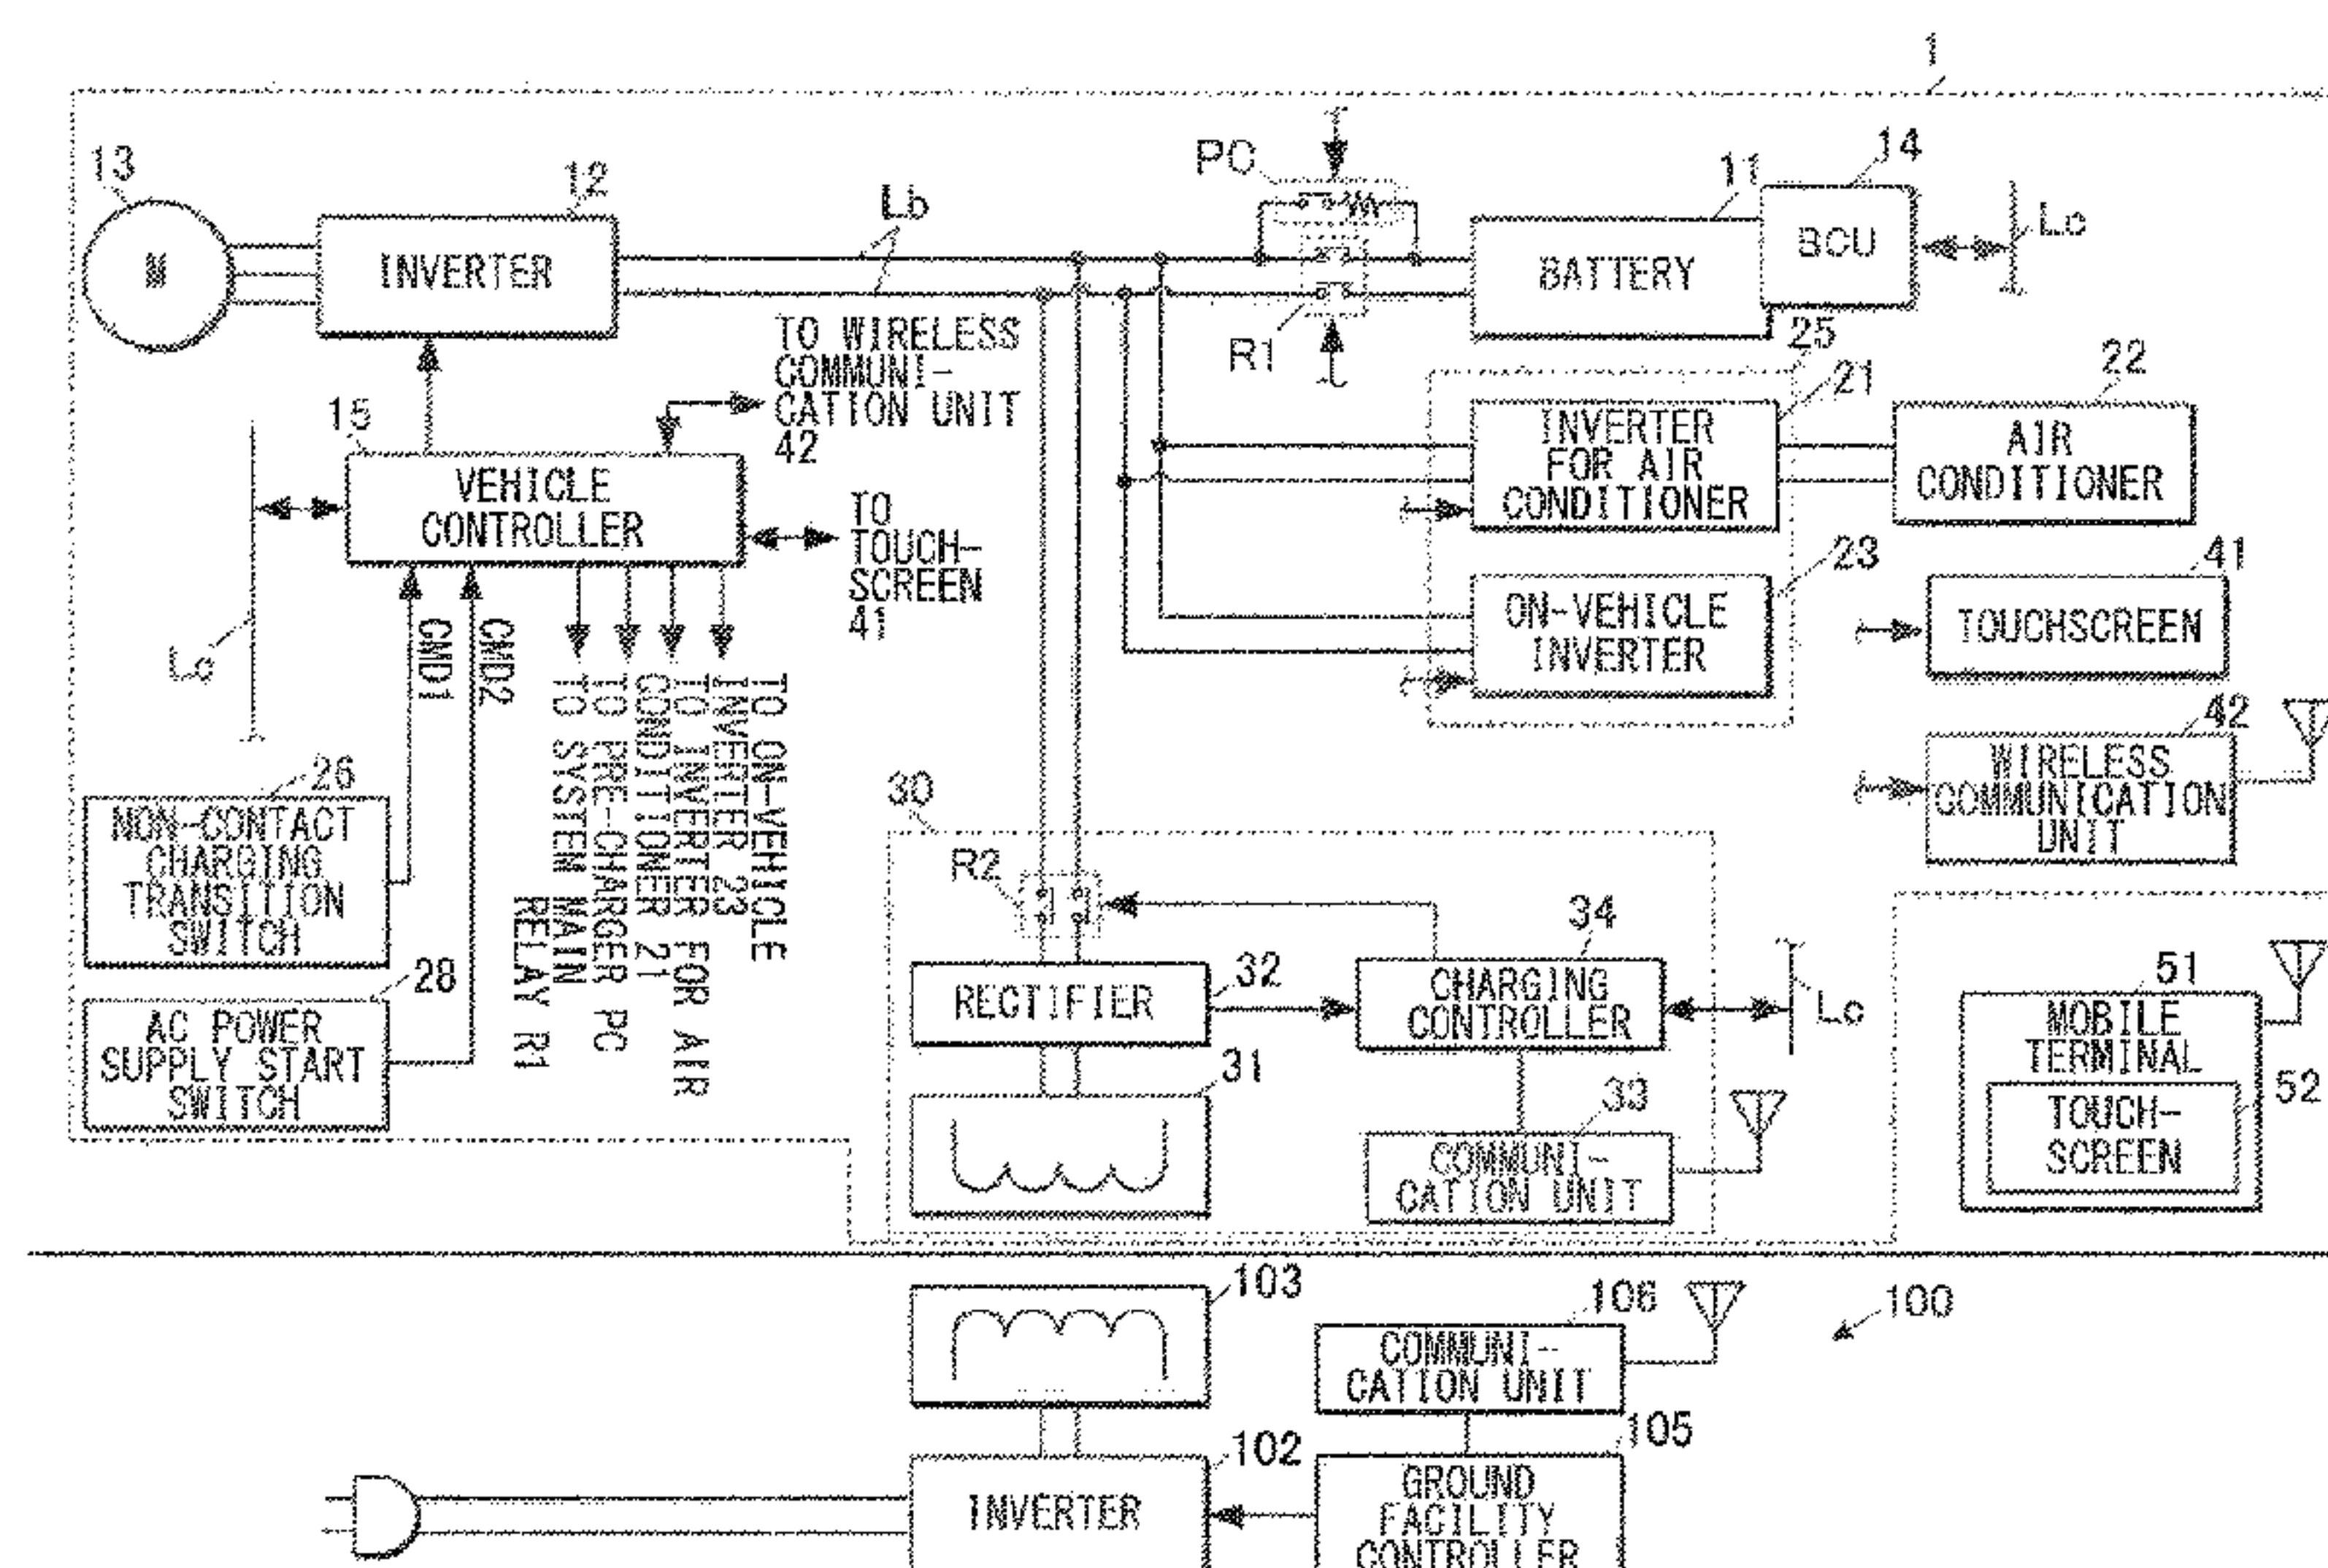 1
13
12
Lb
PC
11
14
M
INVERTER
BATTERY
BCU
Lc
R1
25
21
22
TO WIRELESS
COMMUNI-
CATION UNIT
42
15
VEHICLE
CONTROLLER
TO
TOUCH-
SCREEN
41
INVERTER
FOR AIR
CONDITIONER
AIR
CONDITIONER
23
41
ON-VEHICLE
INVERTER
TOUCHSCREEN
Lc
CMD1
CMD2
TO SYSTEM MAIN
RELAY R1
TO PRE-CHARGER PC
TO INVERTER FOR AIR
CONDITIONER 21
TO ON-VEHICLE
INVERTER 23
42
WIRELESS
COMMUNICATION
UNIT
26
NON-CONTACT
CHARGING
TRANSITION
SWITCH
28
AC POWER
SUPPLY START
SWITCH
30
R2
34
32
RECTIFIER
CHARGING
CONTROLLER
Lc
31
33
COMMUNI-
CATION UNIT
51
MOBILE
TERMINAL
52
TOUCH-
SCREEN
103
106
100
COMMUNI-
CATION UNIT
105
102
INVERTER
GROUND
FACILITY
CONTROLLER